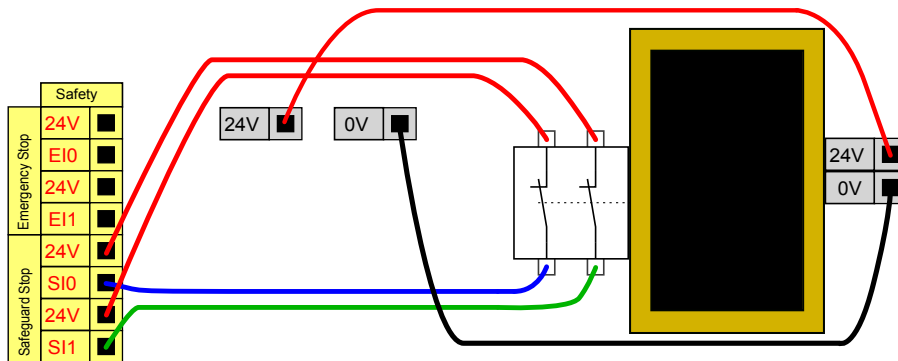 Safety
Emergency Stop
24V
EI0
24V
EI1
Safeguard Stop
24V
SI0
24V
SI1
24V
0V
24V
0V